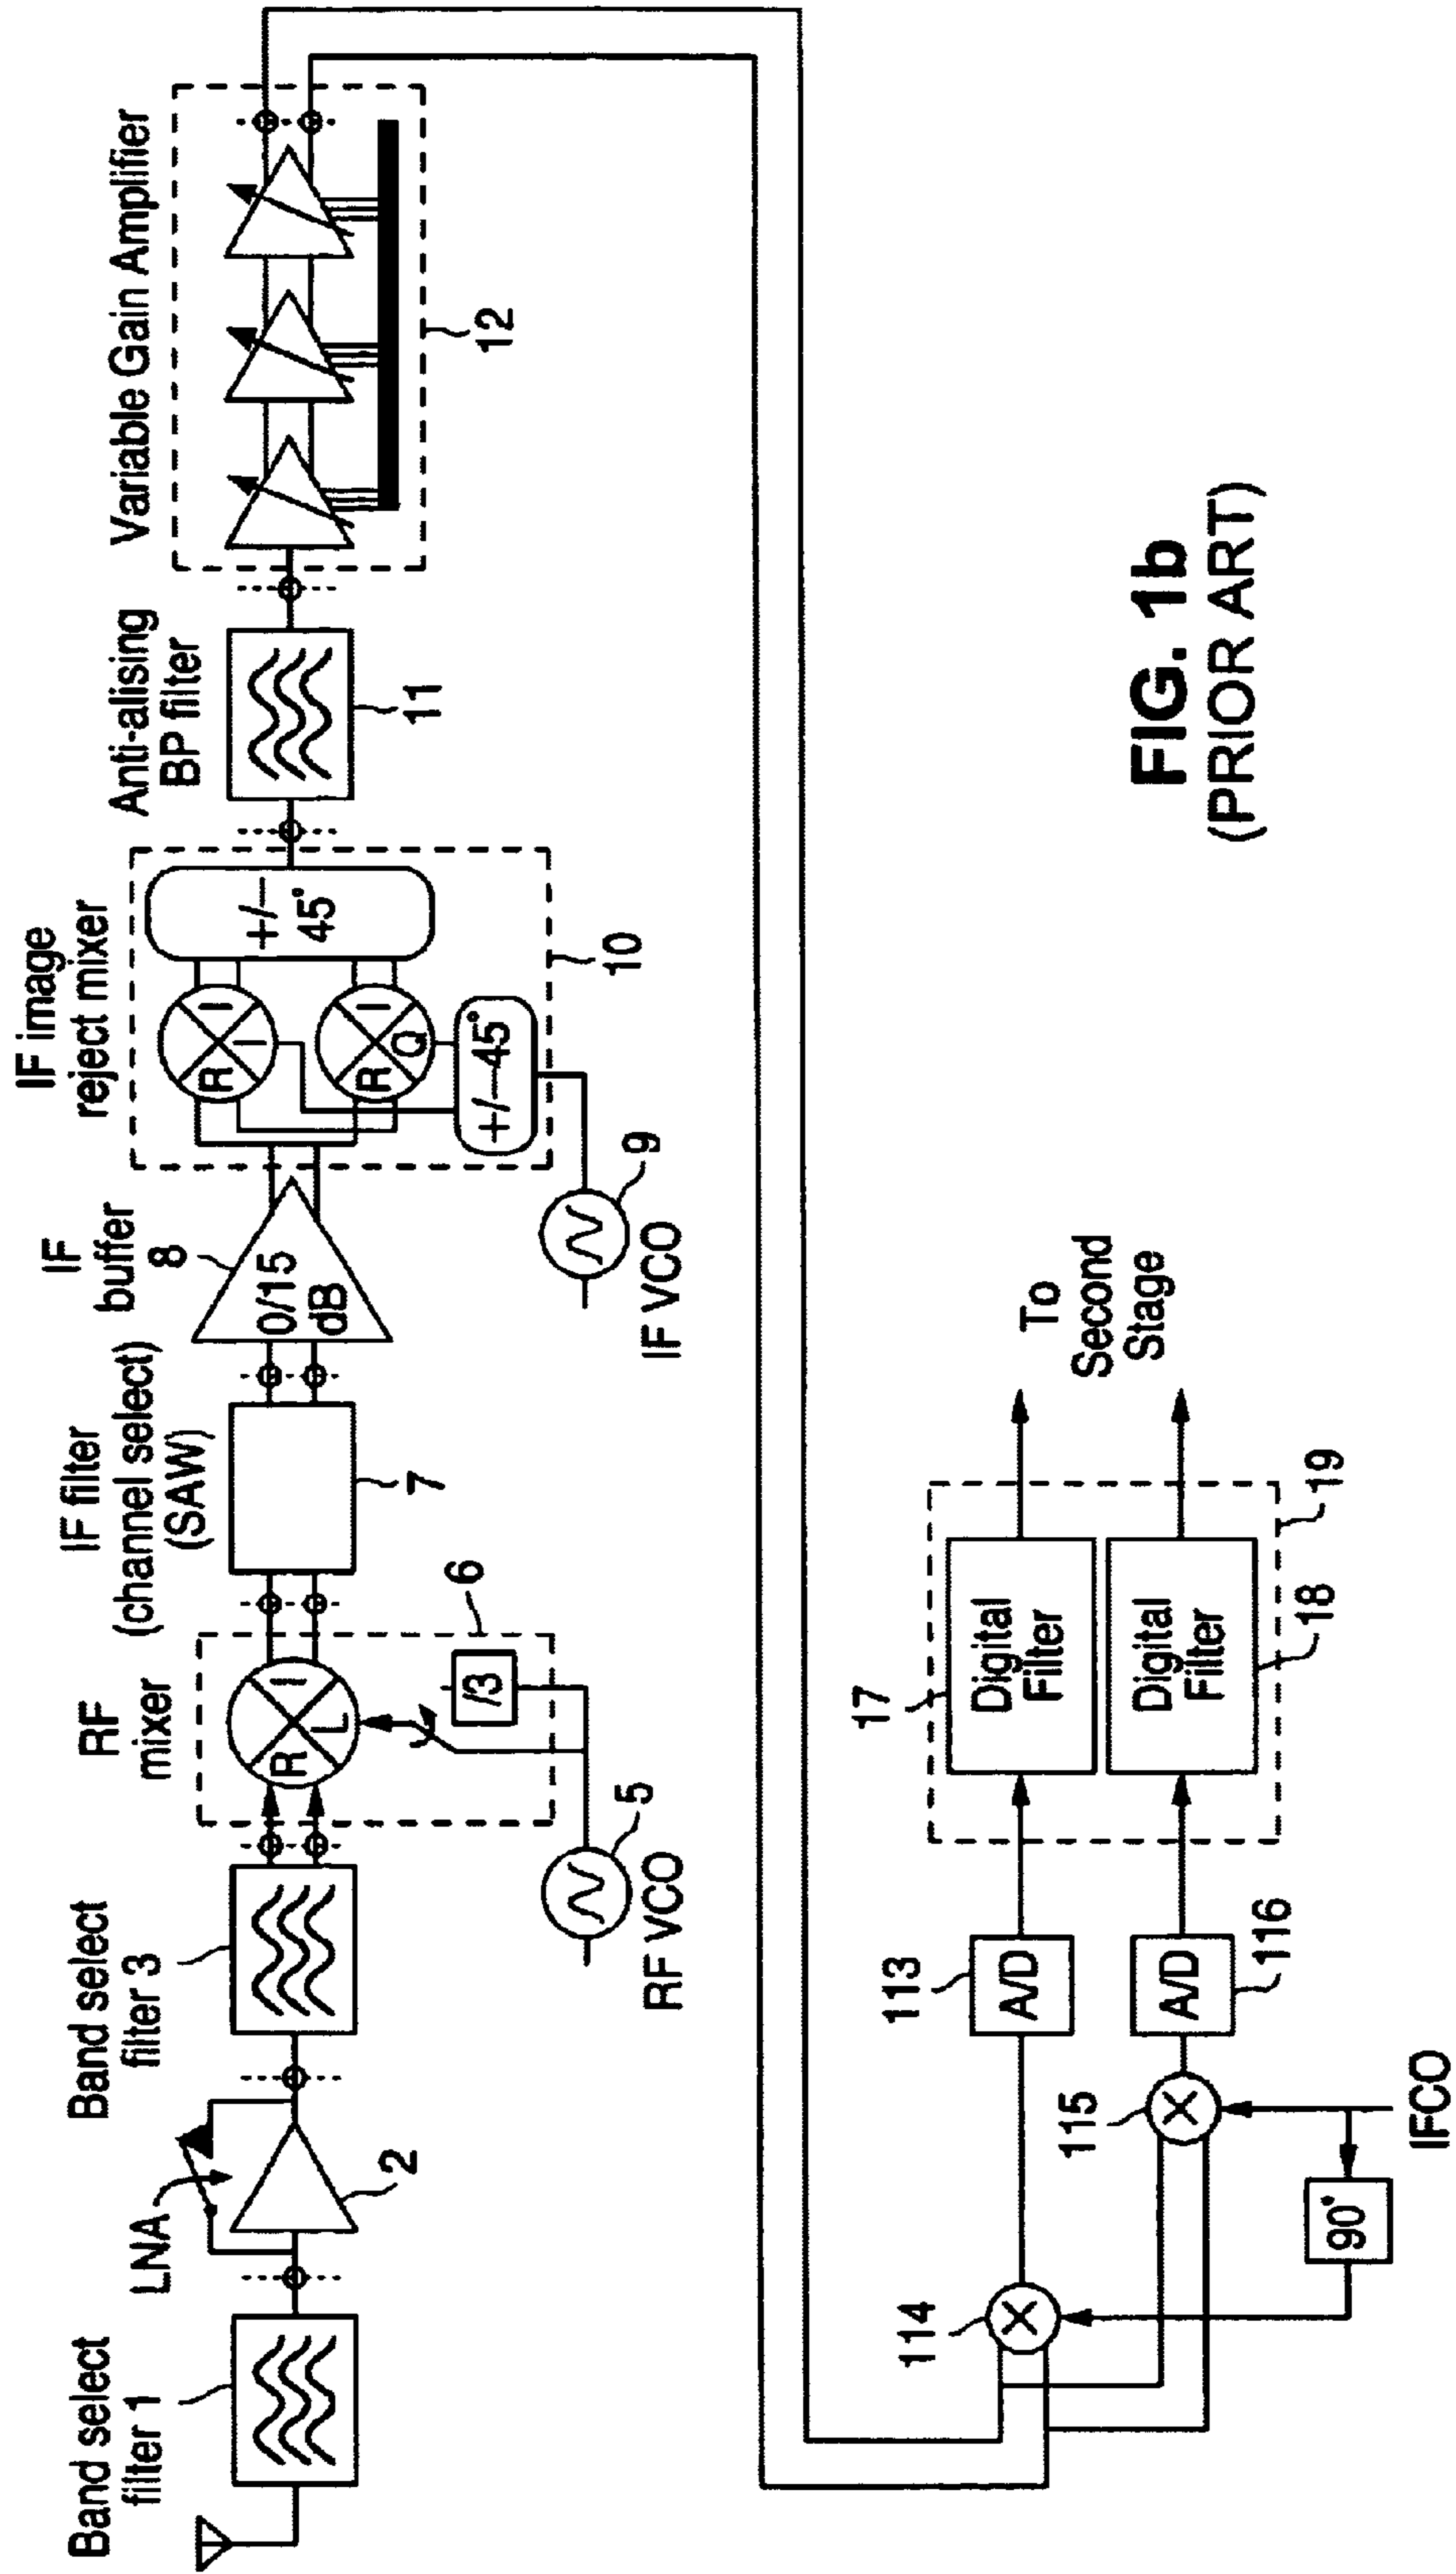 Band select
filter 1
LNA
2
Band select
filter 3
RF
mixer
R
I
L
/3
6
5
RF VCO
IF filter
(channel select)
(SAW)
7
IF
buffer
8
0/15
dB
IF image
reject mixer
R
I
I
R
I
Q
+/-
45°
+/-45°
10
9
IF VCO
Anti-alising
BP filter
11
Variable Gain Amplifier
12
114
115
90°
IFCO
113
A/D
A/D
116
17
Digital
Filter
Digital
Filter
18
19
To
Second
Stage
FIG. 1b
(PRIOR ART)